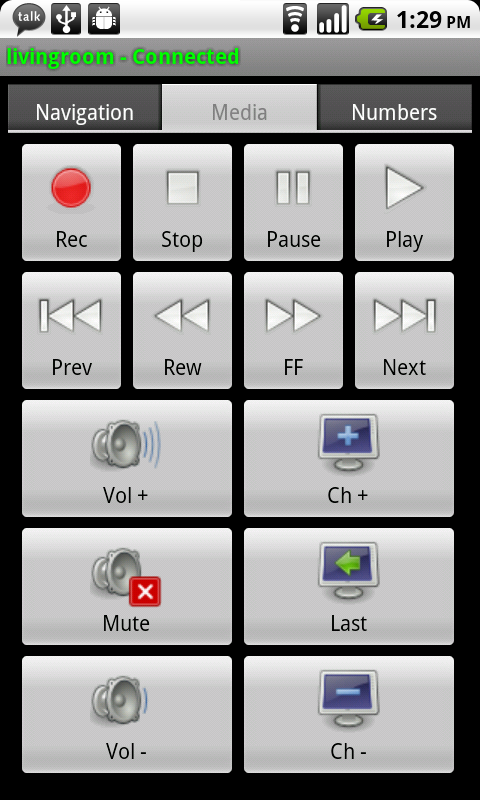 talk 1:29 PM
livingroom - Connected
Navigation Media Numbers
Rec Stop Pause Play
Prev Rew FF Next
Vol + Ch +
Mute Last
Vol - Ch -